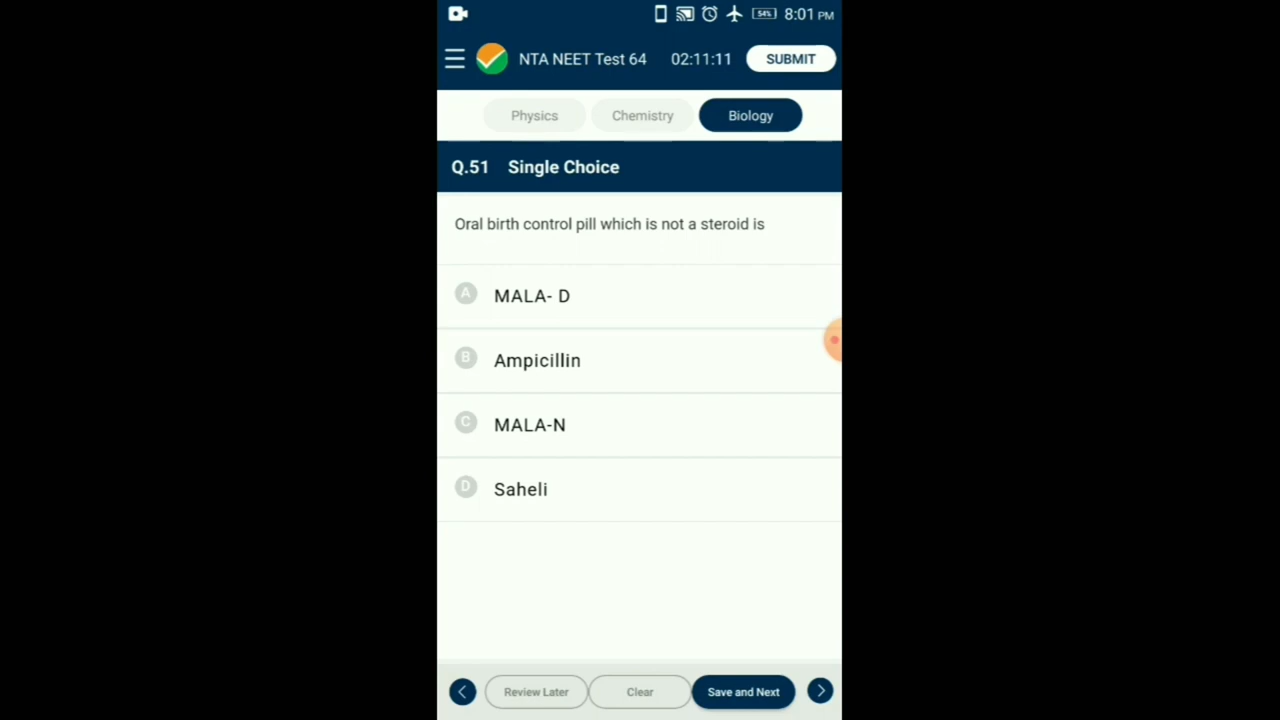 54% 8:01 PM
NTA NEET Test 64 02:11:11 SUBMIT
Physics Chemistry Biology
Q.51 Single Choice
Oral birth control pill which is not a steroid is
A MALA- D
B Ampicillin
C MALA-N
D Saheli
Review Later Clear Save and Next